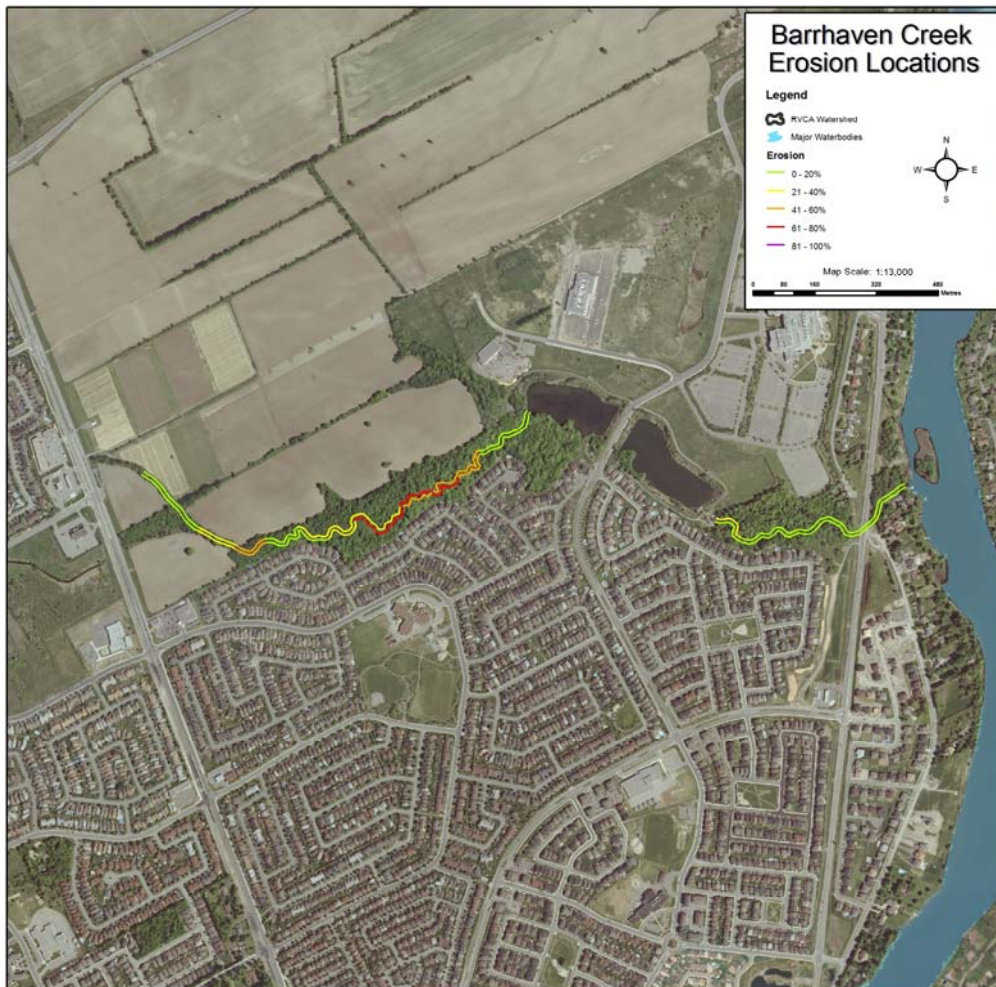 Barrhaven Creek
Erosion Locations
Legend
RVCA Watershed
Major Waterbodies
Erosion
0 - 20%
21 - 40%
41 - 60%
61 - 80%
81 - 100%
N
W E
S
Map Scale: 1:13,000
0 80 160 320 480
Metres